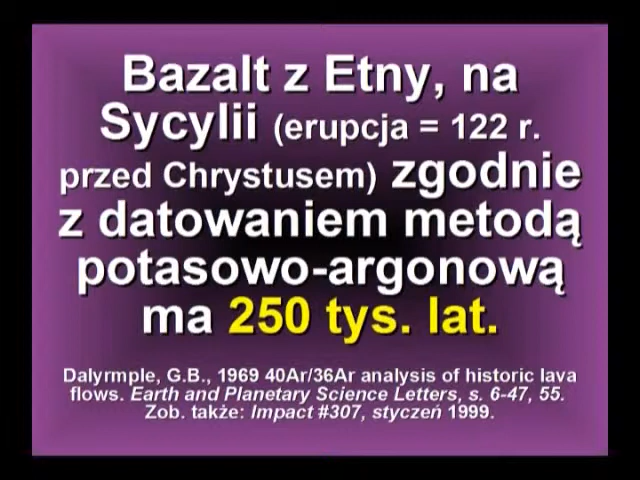 Bazalt z Etny, na
Sycylii (erupcja = 122 r.
przed Chrystusem) zgodnie
z datowaniem metodą
potasowo-argonową
ma 250 tys. lat.
Dalyrmple, G.B., 1969 40Ar/36Ar analysis of historic lava
flows. Earth and Planetary Science Letters, s. 6-47, 55.
Zob. także: Impact #307, styczeń 1999.